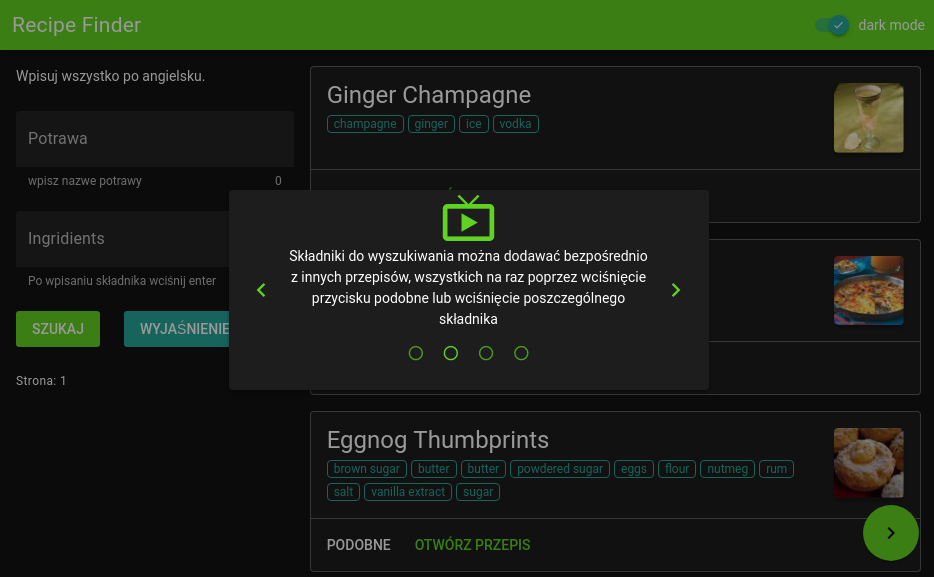 Recipe Finder
dark mode
Wpisuj wszystko po angielsku.
Potrawa
wpisz nazwe potrawy
0
Ingridients
Po wpisaniu składnika wciśnij enter
SZUKAJ
WYJAŚNIENIE
Strona: 1
Ginger Champagne
champagne
ginger
ice
vodka
Składniki do wyszukiwania można dodawać bezpośrednio
z innych przepisów, wszystkich na raz poprzez wciśnięcie
przycisku podobne lub wciśnięcie poszczególnego
składnika
Eggnog Thumbprints
brown sugar
butter
butter
powdered sugar
eggs
flour
nutmeg
rum
salt
vanilla extract
sugar
PODOBNE
OTWÓRZ PRZEPIS